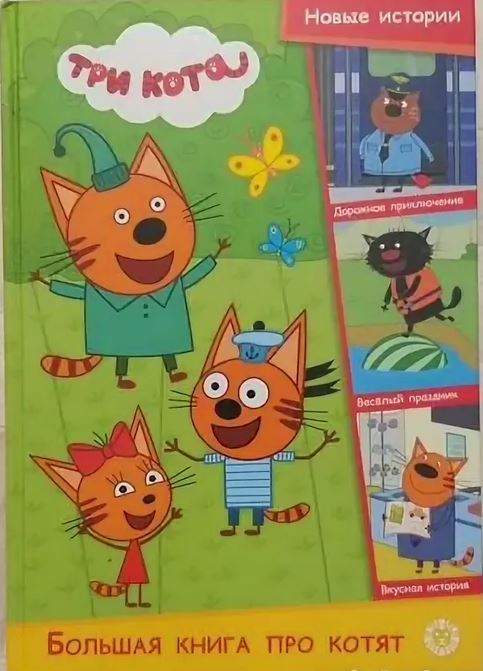 Новые истории
ТРИ КОТА
Дорожное приключение
Весёлый праздник
Вкусная история
Большая книга про котят